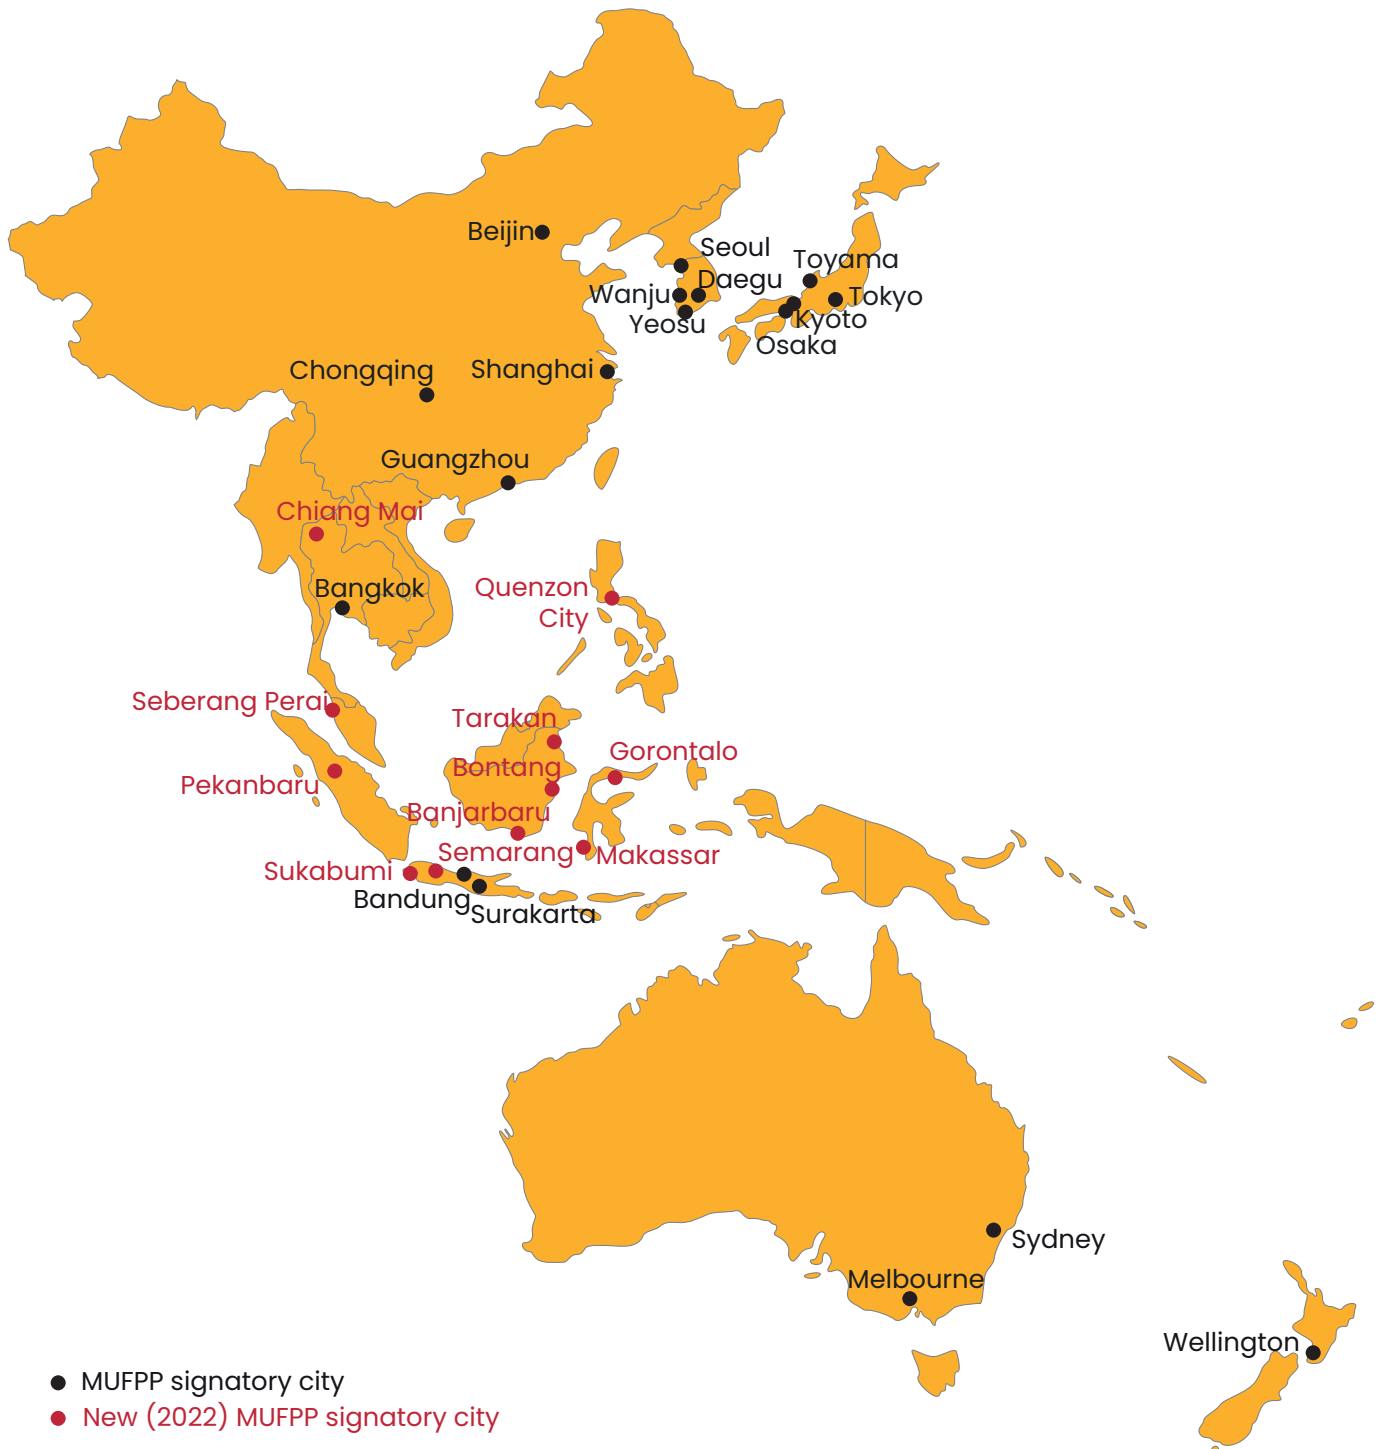 Beijin
Seoul
Toyama
Daegu
Wanju
Tokyo
Yeosu
Kyoto
Osaka
Chongqing
Shanghai
Guangzhou
Chiang Mai
Bangkok
Quenzon
City
Seberang Perai
Tarakan
Gorontalo
Bontang
Pekanbaru
Banjarbaru
Semarang
Makassar
Sukabumi
Bandung
Surakarta
Sydney
Melbourne
Wellington
MUFPP signatory city
New (2022) MUFPP signatory city